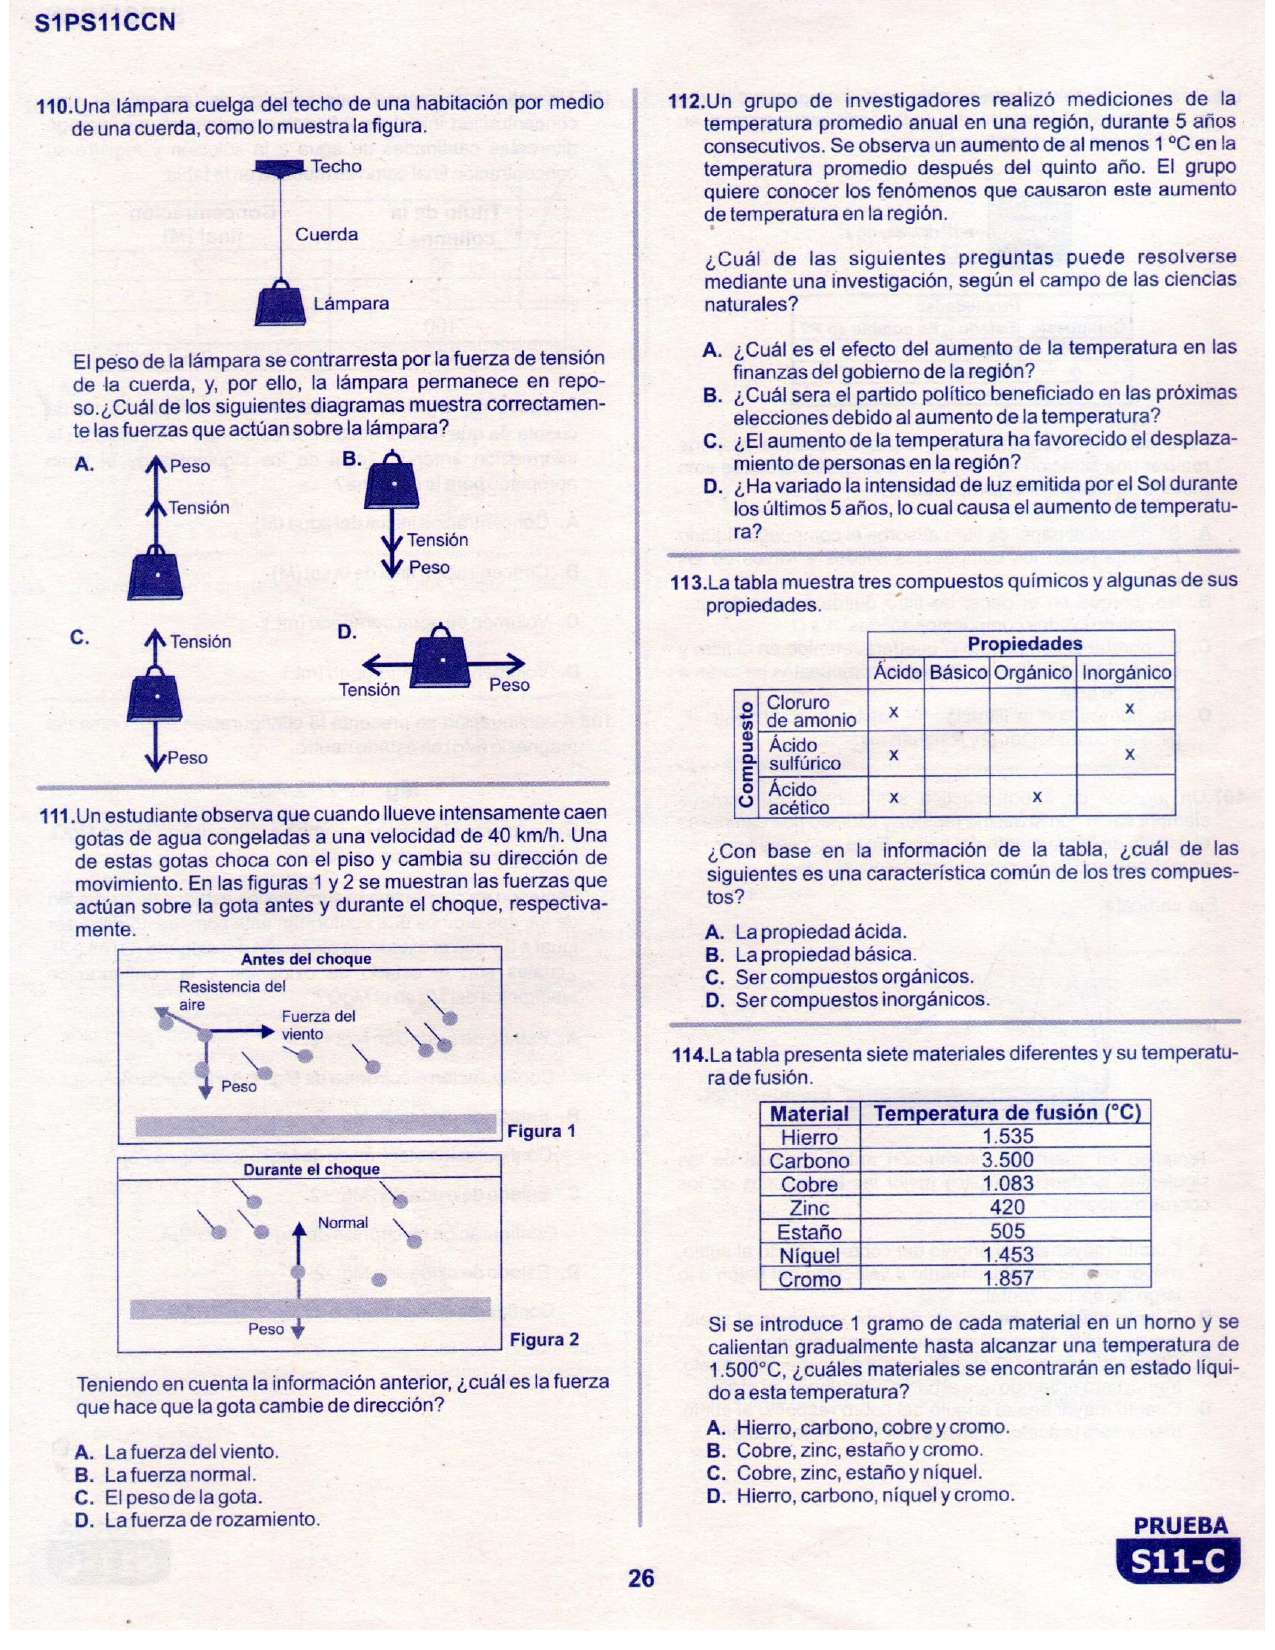 S1PS11CCN
110.Una lámpara cuelga del techo de una habitación por medio
de una cuerda, como lo muestra la figura.
Techo
Cuerda
Lámpara
El peso de la lámpara se contrarresta por la fuerza de tensión
de la cuerda, y, por ello, la lámpara permanece en repo-
so.¿Cuál de los siguientes diagramas muestra correctamen-
te las fuerzas que actúan sobre la lámpara?
A.
Peso
Tensión
B.
Tensión
Peso
C.
Tensión
Peso
D.
Tensión
Peso
111.Un estudiante observa que cuando llueve intensamente caen
gotas de agua congeladas a una velocidad de 40 km/h. Una
de estas gotas choca con el piso y cambia su dirección de
movimiento. En las figuras 1 y 2 se muestran las fuerzas que
actúan sobre la gota antes y durante el choque, respectiva-
mente.
Antes del choque
Resistencia del
aire
Fuerza del
viento
Peso
Figura 1
Durante el choque
Normal
Peso
Figura 2
Teniendo en cuenta la información anterior, ¿cuál es la fuerza
que hace que la gota cambie de dirección?
A. La fuerza del viento.
B. La fuerza normal.
C. El peso de la gota.
D. La fuerza de rozamiento.
112.Un grupo de investigadores realizó mediciones de la
temperatura promedio anual en una región, durante 5 años
consecutivos. Se observa un aumento de al menos 1 ºC en la
temperatura promedio después del quinto año. El grupo
quiere conocer los fenómenos que causaron este aumento
de temperatura en la región.
¿Cuál de las siguientes preguntas puede resolverse
mediante una investigación, según el campo de las ciencias
naturales?
A. ¿Cuál es el efecto del aumento de la temperatura en las
finanzas del gobierno de la región?
B. ¿Cuál sera el partido político beneficiado en las próximas
elecciones debido al aumento de la temperatura?
C. ¿El aumento de la temperatura ha favorecido el desplaza-
miento de personas en la región?
D. ¿Ha variado la intensidad de luz emitida por el Sol durante
los últimos 5 años, lo cual causa el aumento de temperatu-
ra?
113.La tabla muestra tres compuestos químicos y algunas de sus
propiedades.
Propiedades
Ácido Básico Orgánico Inorgánico
Compuesto
Cloruro
de amonio x x
Ácido
sulfúrico x x
Ácido
acético x x
¿Con base en la información de la tabla, ¿cuál de las
siguientes es una característica común de los tres compues-
tos?
A. La propiedad ácida.
B. La propiedad básica.
C. Ser compuestos orgánicos.
D. Ser compuestos inorgánicos.
114.La tabla presenta siete materiales diferentes y su temperatu-
ra de fusión.
Material Temperatura de fusión (°C)
Hierro 1.535
Carbono 3.500
Cobre 1.083
Zinc 420
Estaño 505
Níquel 1.453
Cromo 1.857
Si se introduce 1 gramo de cada material en un horno y se
calientan gradualmente hasta alcanzar una temperatura de
1.500°C, ¿cuáles materiales se encontrarán en estado líqui-
do a esta temperatura?
A. Hierro, carbono, cobre y cromo.
B. Cobre, zinc, estaño y cromo.
C. Cobre, zinc, estaño y níquel.
D. Hierro, carbono, níquel y cromo.
PRUEBA
S11-C
26